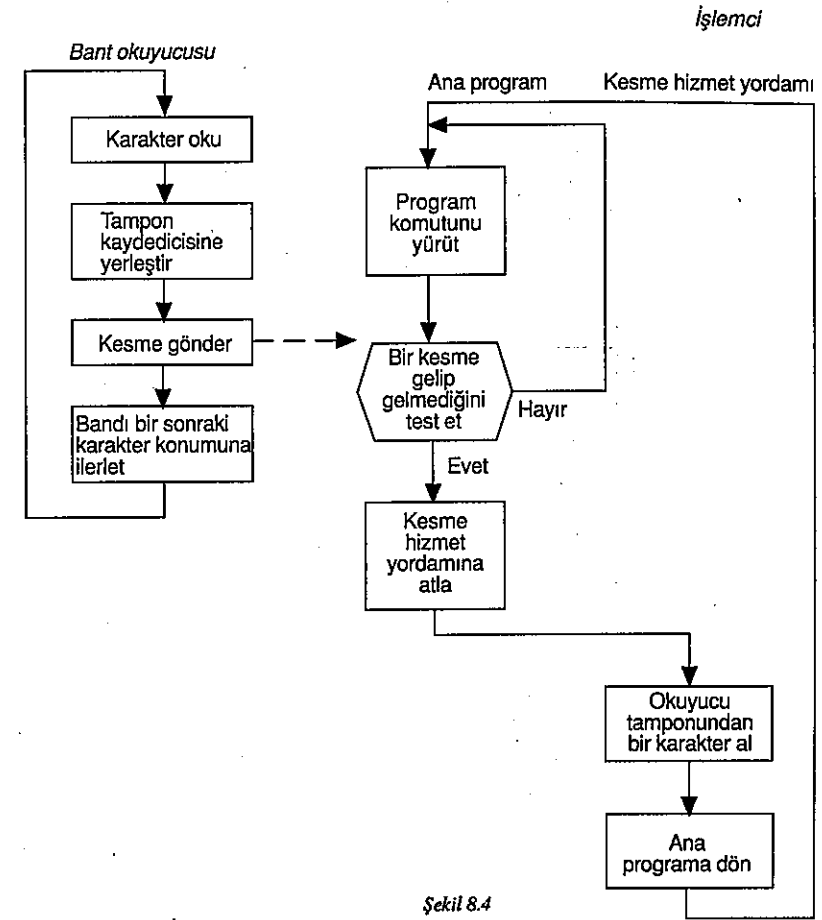 İşlemci
Bant okuyucusu
Ana program
Kesme hizmet yordamı
Karakter oku
Tampon
kaydedicisine
yerleştir
Kesme gönder
Bandı bir sonraki
karakter konumuna
ilerlet
Program
komutunu
yürüt
Bir kesme
gelip
gelmediğini
test et
Hayır
Evet
Kesme
hizmet
yordamına
atla
Okuyucu
tamponundan
bir karakter al
Ana
programa dön
Şekil 8.4